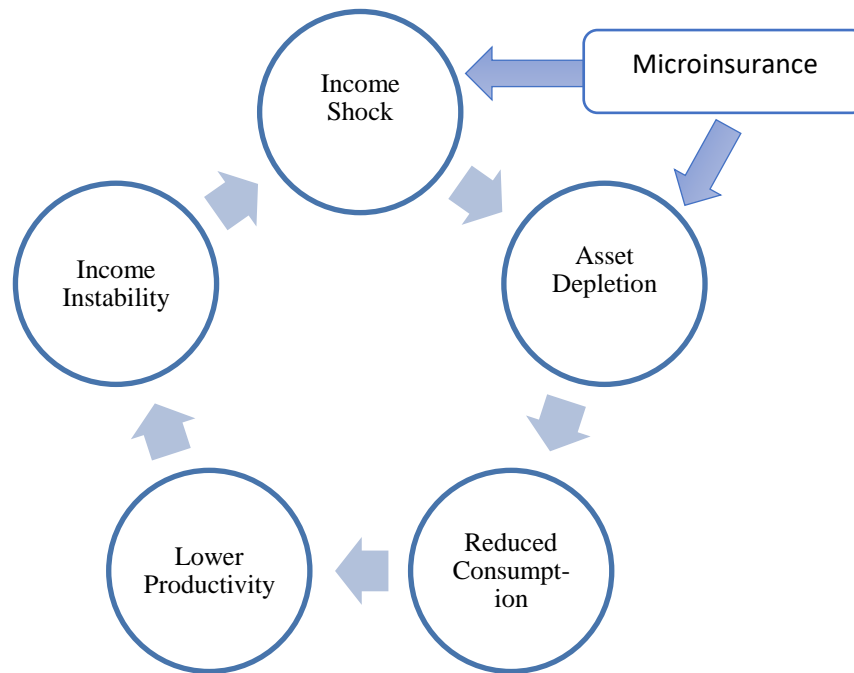 Income
Shock
Microinsurance
Asset
Depletion
Reduced
Consumpt-
ion
Lower
Productivity
Income
Instability